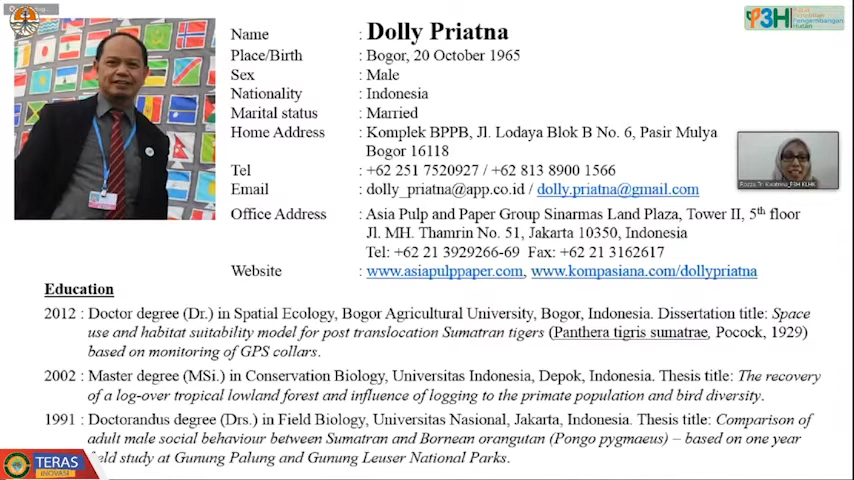 P3H
Pusat Penelitian
Pengembangan
Hutan
Name : Dolly Priatna
Place/Birth : Bogor, 20 October 1965
Sex : Male
Nationality : Indonesia
Marital status : Married
Home Address : Komplek BPPB, Jl. Lodaya Blok B No. 6, Pasir Mulya
Bogor 16118
Tel : +62 251 7520927 / +62 813 8900 1566
Email : dolly_priatna@app.co.id / dolly.priatna@gmail.com
Office Address : Asia Pulp and Paper Group Sinarmas Land Plaza, Tower II, 5th floor
Jl. MH. Thamrin No. 51, Jakarta 10350, Indonesia
Tel: +62 21 3929266-69 Fax: +62 21 3162617
Website : www.asiapulppaper.com, www.kompasiana.com/dollypriatna
Education
2012 : Doctor degree (Dr.) in Spatial Ecology, Bogor Agricultural University, Bogor, Indonesia. Dissertation title: Space
use and habitat suitability model for post translocation Sumatran tigers (Panthera tigris sumatrae, Pocock, 1929)
based on monitoring of GPS collars.
2002 : Master degree (MSi.) in Conservation Biology, Universitas Indonesia, Depok, Indonesia. Thesis title: The recovery
of a log-over tropical lowland forest and influence of logging to the primate population and bird diversity.
1991 : Doctorandus degree (Drs.) in Field Biology, Universitas Nasional, Jakarta, Indonesia. Thesis title: Comparison of
adult male social behaviour between Sumatran and Bornean orangutan (Pongo pygmaeus) – based on one year
field study at Gunung Palung and Gunung Leuser National Parks.
TERAS
INOVASI